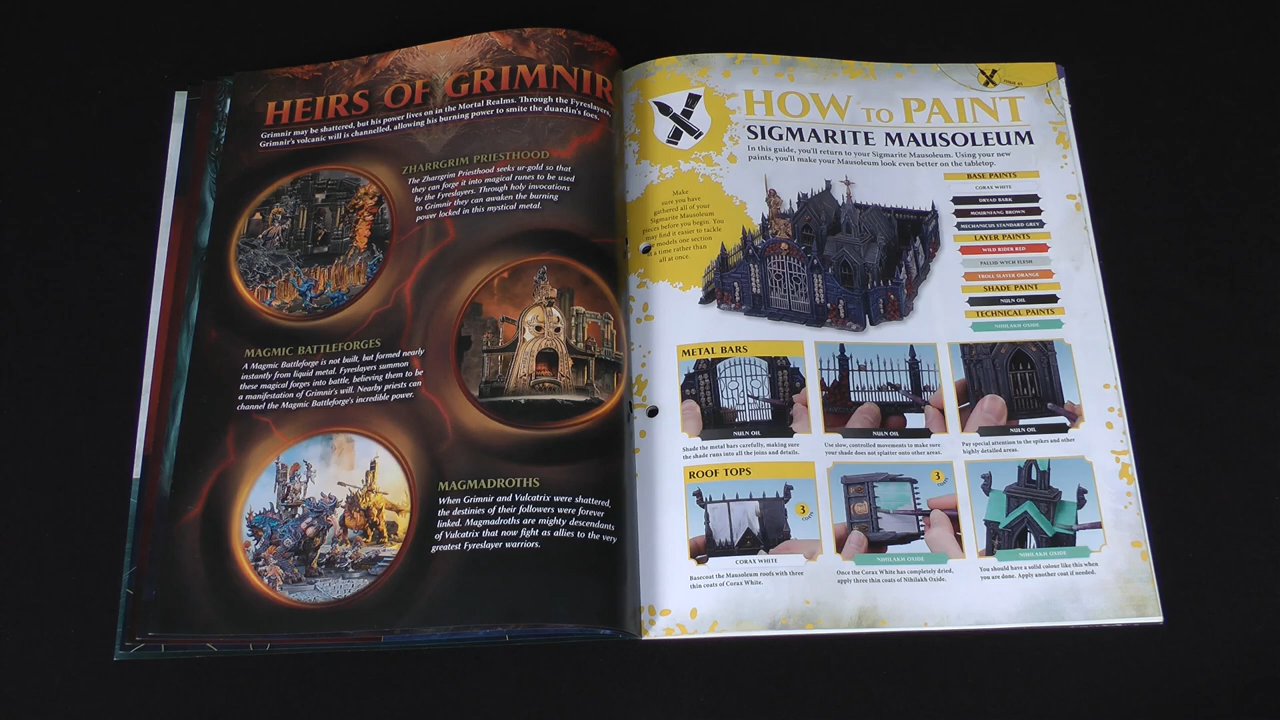 HEIRS OF GRIMNIR
Grimnir may be shattered, but his power lives on in the Mortal Realms. Through the Fyreslayers,
Grimnir's volcanic will is channelled, allowing his burning power to smite the duardin's foes.
ZHARRGRIM PRIESTHOOD
The Zharrgrim Priesthood seeks ur-gold so that
they can forge it into magical runes to be used
by the Fyreslayers. Through holy invocations
to Grimnir they can awaken the burning
power locked in this mystical metal.
MAGMIC BATTLEFORGES
A Magmic Battleforge is not built, but formed nearly
instantly from liquid metal. Fyreslayers summon
these magical forges into battle, believing them to be
a manifestation of Grimnir's will. Nearby priests can
channel the Magmic Battleforge's incredible power.
MAGMADROTHS
When Grimnir and Vulcatrix were shattered,
the destinies of their followers were forever
linked. Magmadroths are mighty descendants
of Vulcatrix that now fight as allies to the very
greatest Fyreslayer warriors.
HOW TO PAINT
SIGMARITE MAUSOLEUM
In this guide, you'll return to your Sigmarite Mausoleum. Using your new
paints, you'll make your Mausoleum look even better on the tabletop.
Make
sure you have
gathered all of your
Sigmarite Mausoleum
pieces before you begin. You
may find it easier to tackle
models one section
at a time rather than
all at once.
BASE PAINTS
CORAX WHITE
DRYAD BARK
MOURNFANG BROWN
MECHANICUS STANDARD GREY
LAYER PAINTS
WILD RIDER RED
PALLID WYCH FLESH
TROLL SLAYER ORANGE
SHADE PAINT
NULN OIL
TECHNICAL PAINTS
NIHILAKH OXIDE
METAL BARS
NULN OIL
Shade the metal bars carefully, making sure
the shade runs into all the joins and details.
NULN OIL
Use slow, controlled movements to make sure
your shade does not splatter onto other areas.
NULN OIL
Pay special attention to the spikes and other
highly detailed areas.
ROOF TOPS
3
COATS
CORAX WHITE
Basecoat the Mausoleum roofs with three
thin coats of Corax White.
3
COATS
NIHILAKH OXIDE
Once the Corax White has completely dried,
apply three thin coats of Nihilakh Oxide.
NIHILAKH OXIDE
You should have a solid colour like this when
you are done. Apply another coat if needed.